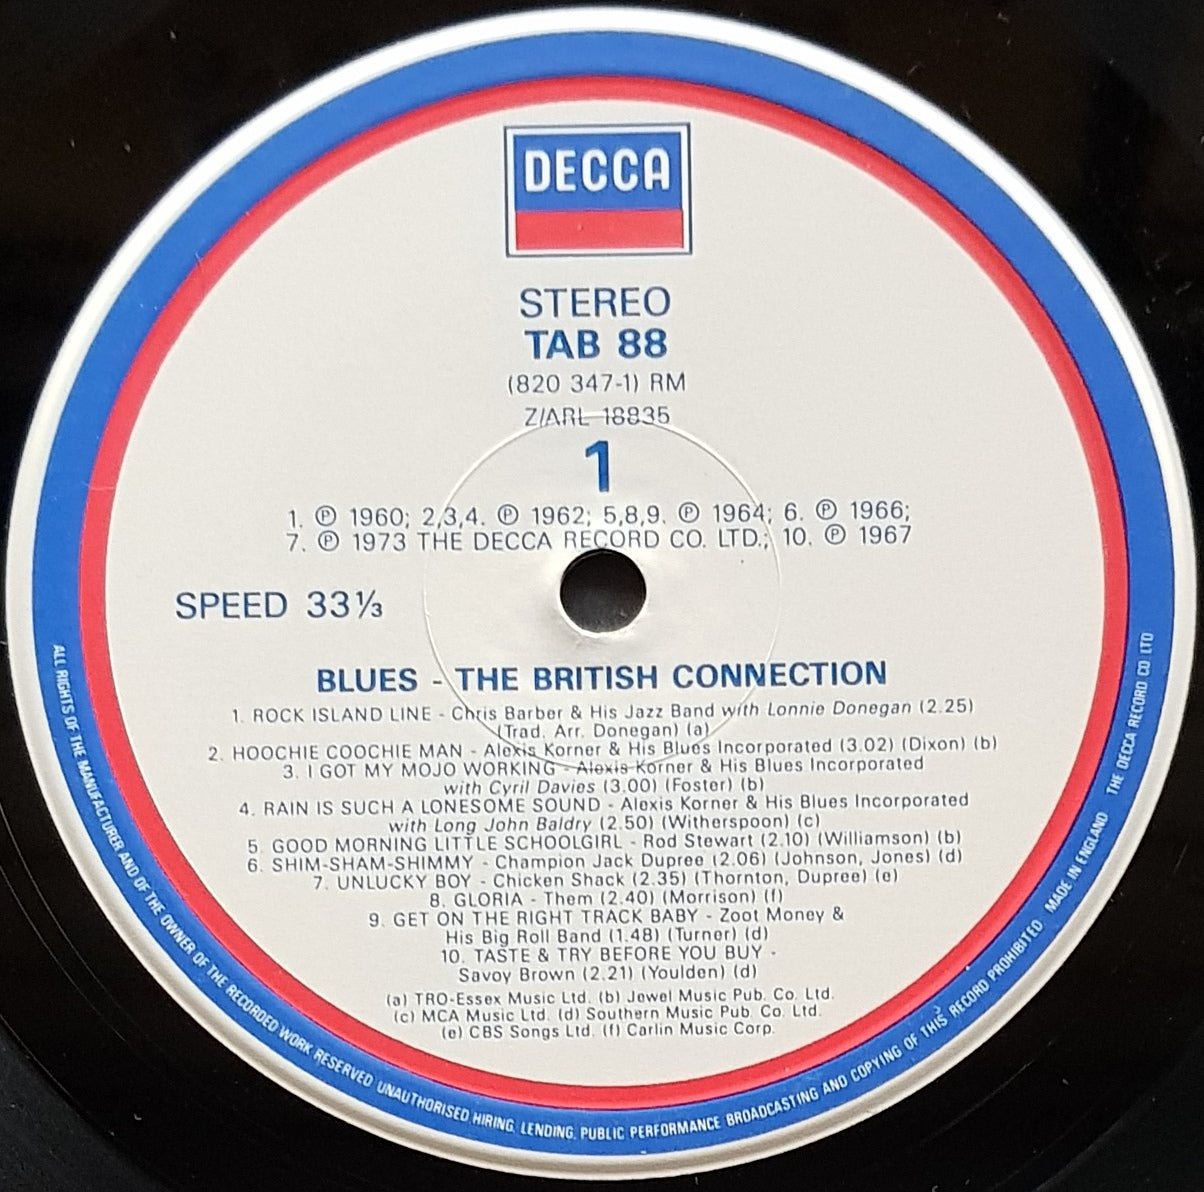 DECCA
STEREO
TAB 88
(820 347-1) RM
Z/ARL 18835
1
1. ℗ 1960; 2,3,4. ℗ 1962; 5,8,9. ℗ 1964; 6. ℗ 1966;
7. ℗ 1973 THE DECCA RECORD CO. LTD.; 10. ℗ 1967
SPEED 33⅓
BLUES - THE BRITISH CONNECTION
1. ROCK ISLAND LINE - Chris Barber & His Jazz Band with Lonnie Donegan (2.25)
(Trad. Arr. Donegan) (a)
2. HOOCHIE COOCHIE MAN - Alexis Korner & His Blues Incorporated (3.02) (Dixon) (b)
3. I GOT MY MOJO WORKING - Alexis Korner & His Blues Incorporated
with Cyril Davies (3.00) (Foster) (b)
4. RAIN IS SUCH A LONESOME SOUND - Alexis Korner & His Blues Incorporated
with Long John Baldry (2.50) (Witherspoon) (c)
5. GOOD MORNING LITTLE SCHOOLGIRL - Rod Stewart (2.10) (Williamson) (b)
6. SHIM-SHAM-SHIMMY - Champion Jack Dupree (2.06) (Johnson, Jones) (d)
7. UNLUCKY BOY - Chicken Shack (2.35) (Thornton, Dupree) (e)
8. GLORIA - Them (2.40) (Morrison) (f)
9. GET ON THE RIGHT TRACK BABY - Zoot Money &
His Big Roll Band (1.48) (Turner) (d)
10. TASTE & TRY BEFORE YOU BUY -
Savoy Brown (2.21) (Youlden) (d)
(a) TRO-Essex Music Ltd. (b) Jewel Music Pub. Co. Ltd.
(c) MCA Music Ltd. (d) Southern Music Pub. Co. Ltd.
(e) CBS Songs Ltd. (f) Carlin Music Corp.
ALL RIGHTS OF THE MANUFACTURER AND OF THE OWNER OF THE RECORDED WORK RESERVED UNAUTHORISED HIRING, LENDING, PUBLIC PERFORMANCE BROADCASTING AND COPYING OF THIS RECORD PROHIBITED MADE IN ENGLAND THE DECCA RECORD CO LTD